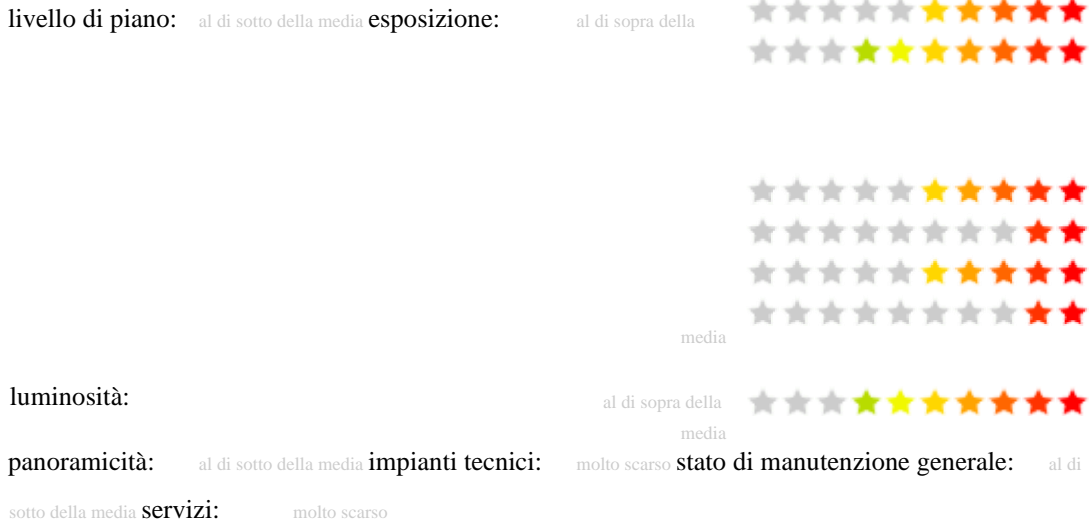 livello di piano: al di sotto della media esposizione: al di sopra della
media
luminosità: al di sopra della
media
panoramicità: al di sotto della media impianti tecnici: molto scarso stato di manutenzione generale: al di
sotto della media servizi: molto scarso